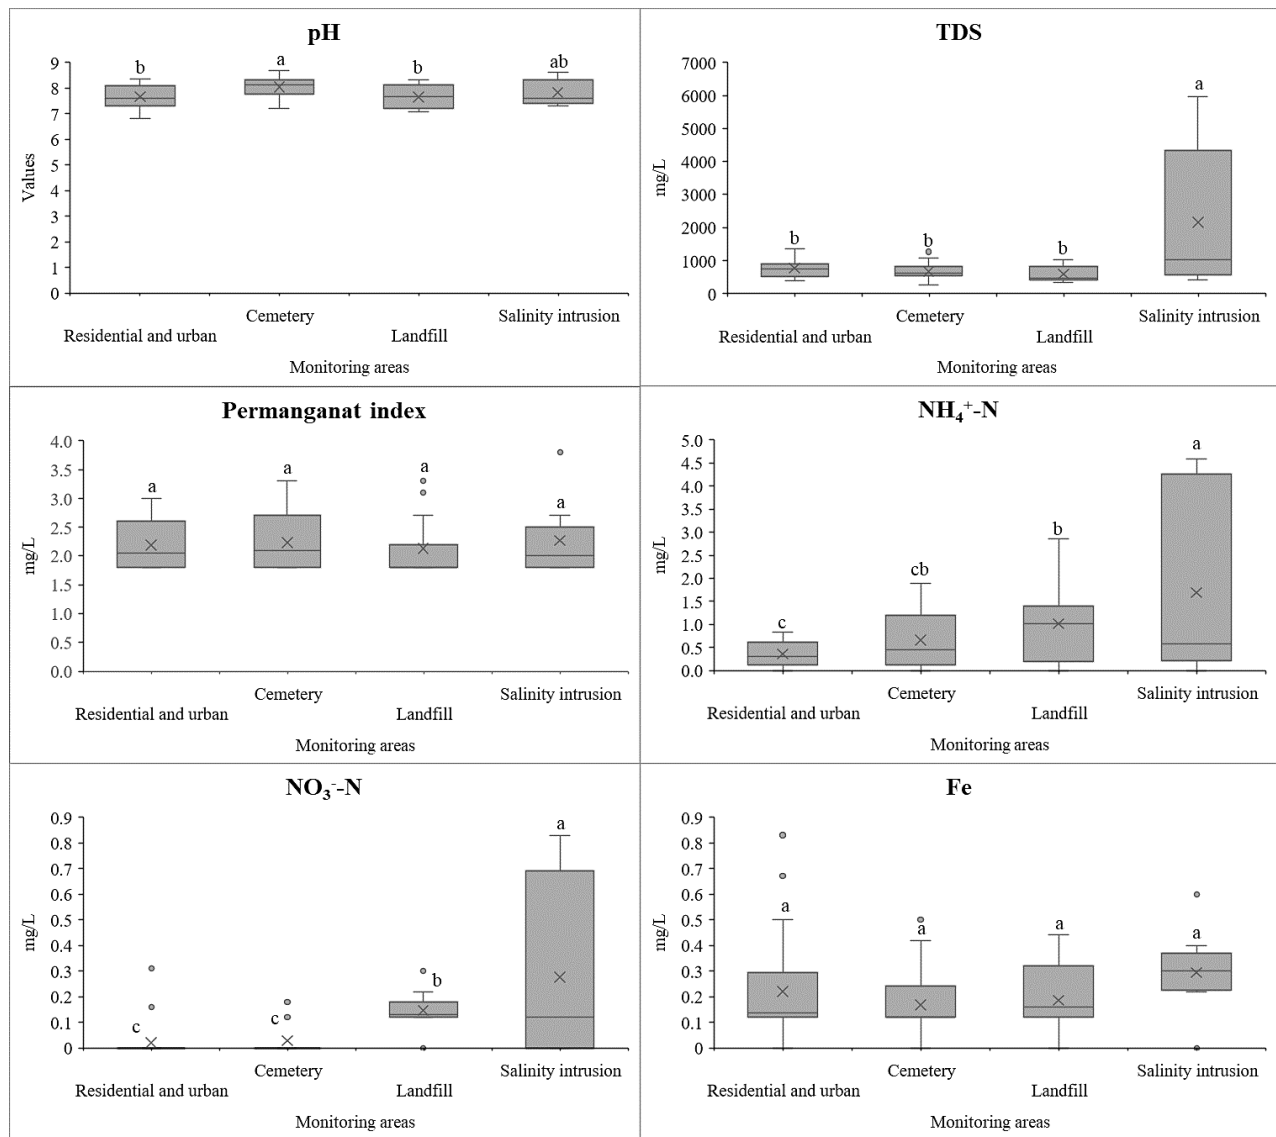 pH
b
a
b
ab
9
8
7
6
5
4
3
2
1
0
Values
Cemetery
Salinity intrusion
Residential and urban
Landfill
Monitoring areas
TDS
a
b
b
b
7000
6000
5000
4000
3000
2000
1000
0
mg/L
Cemetery
Salinity intrusion
Residential and urban
Landfill
Monitoring areas
Permanganat index
a
a
a
a
4.0
3.5
3.0
2.5
2.0
1.5
1.0
0.5
0.0
mg/L
Cemetery
Salinity intrusion
Residential and urban
Landfill
Monitoring areas
NH₄⁺-N
a
b
cb
c
5.0
4.5
4.0
3.5
3.0
2.5
2.0
1.5
1.0
0.5
0.0
mg/L
Cemetery
Salinity intrusion
Residential and urban
Landfill
Monitoring areas
NO₃⁻-N
a
b
c
c
0.9
0.8
0.7
0.6
0.5
0.4
0.3
0.2
0.1
0
mg/L
Cemetery
Salinity intrusion
Residential and urban
Landfill
Monitoring areas
Fe
a
a
a
a
0.9
0.8
0.7
0.6
0.5
0.4
0.3
0.2
0.1
0
mg/L
Cemetery
Salinity intrusion
Residential and urban
Landfill
Monitoring areas